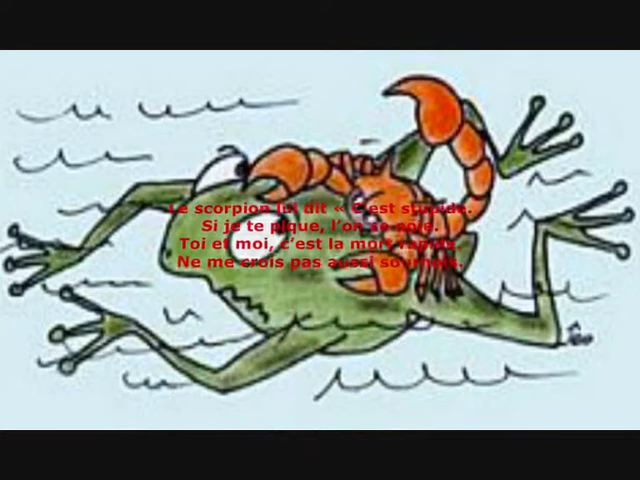 Le scorpion lui dit « C'est stupide.
Si je te pique, l'on se noie.
Toi et moi, c'est la mort rapide.
Ne me crois pas aussi sournois.